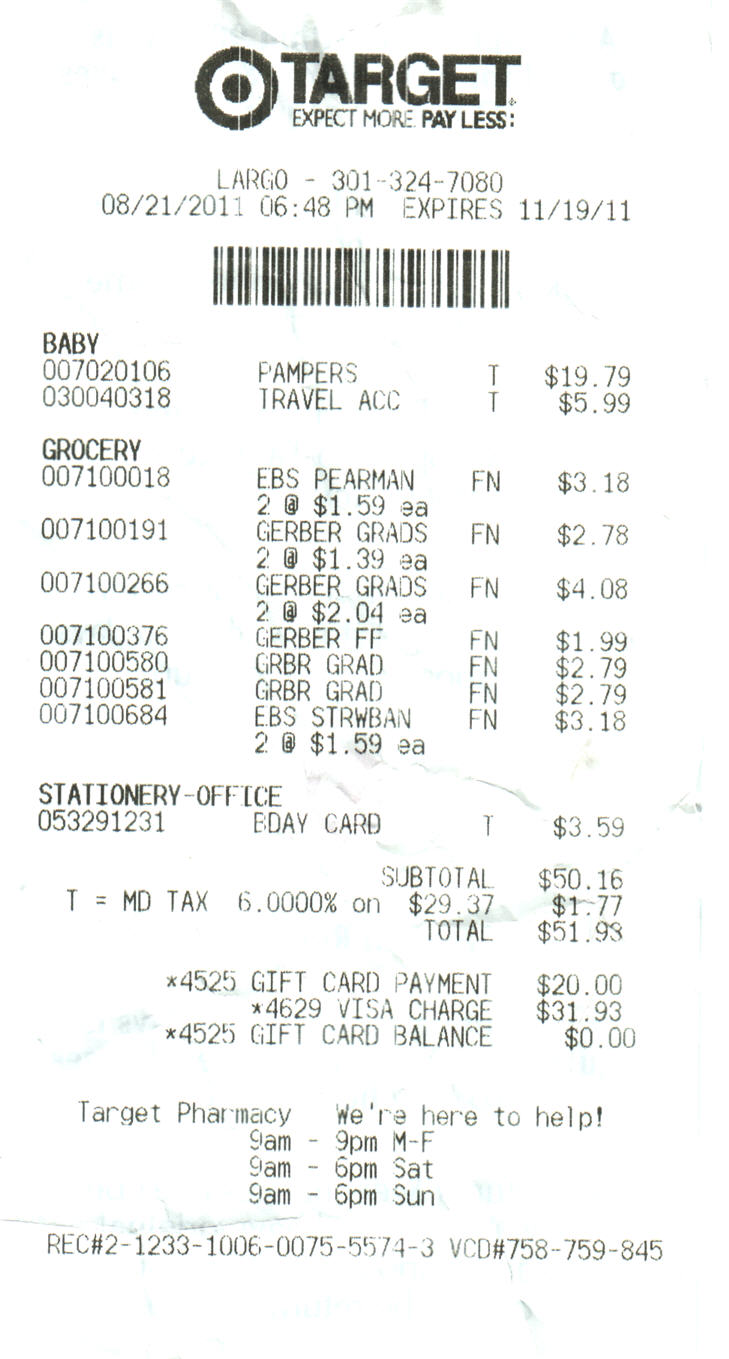 TARGET
EXPECT MORE. PAY LESS:
LARGO - 301-324-7080
08/21/2011 06:48 PM EXPIRES 11/19/11
BABY
007020106 PAMPERS T $19.79
030040318 TRAVEL ACC T $5.99
GROCERY
007100018 EBS PEARMAN FN $3.18
2 @ $1.59 ea
007100191 GERBER GRADS FN $2.78
2 @ $1.39 ea
007100266 GERBER GRADS FN $4.08
2 @ $2.04 ea
007100376 GERBER FF FN $1.99
007100580 GRBR GRAD FN $2.79
007100581 GRBR GRAD FN $2.79
007100684 EBS STRWBAN FN $3.18
2 @ $1.59 ea
STATIONERY-OFFICE
053291231 BDAY CARD T $3.59
SUBTOTAL $50.16
T = MD TAX 6.0000% on $29.37 $1.77
TOTAL $51.93
*4525 GIFT CARD PAYMENT $20.00
*4629 VISA CHARGE $31.93
*4525 GIFT CARD BALANCE $0.00
Target Pharmacy We're here to help!
9am - 9pm M-F
9am - 6pm Sat
9am - 6pm Sun
REC#2-1233-1006-0075-5574-3 VCD#758-759-845